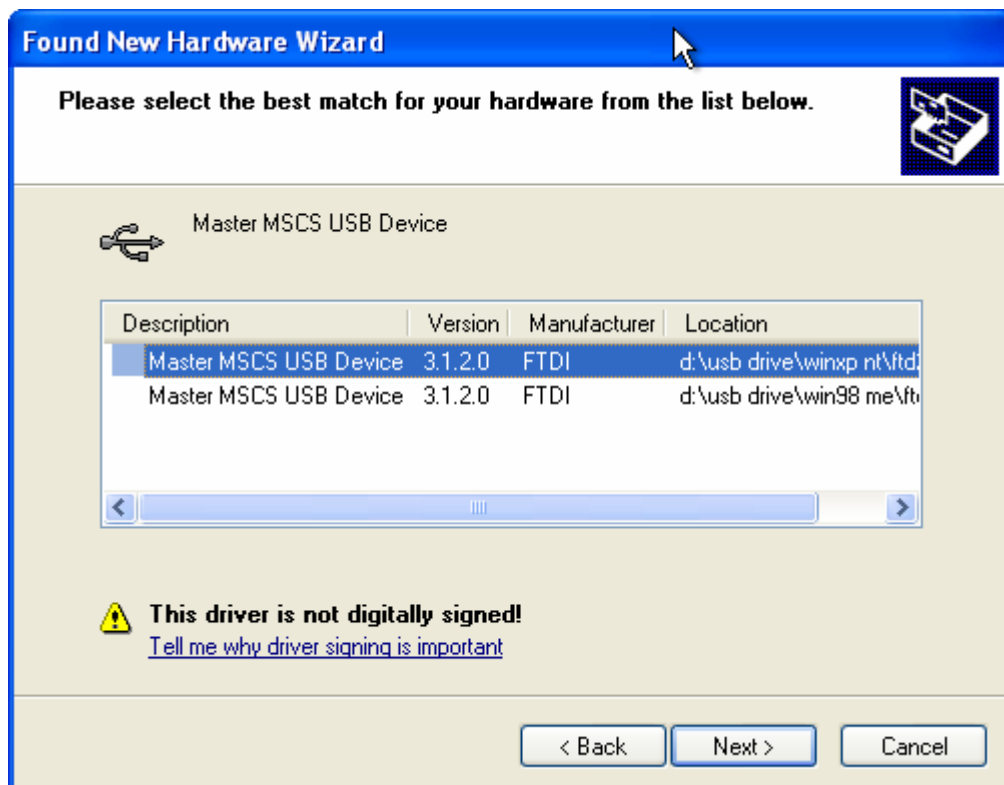 Found New Hardware Wizard
Please select the best match for your hardware from the list below.
Master MSCS USB Device
Description Version Manufacturer Location
Master MSCS USB Device 3.1.2.0 FTDI d:\usb drive\winxp nt\ftd
Master MSCS USB Device 3.1.2.0 FTDI d:\usb drive\win98 me\ft
This driver is not digitally signed!
Tell me why driver signing is important
< Back Next > Cancel